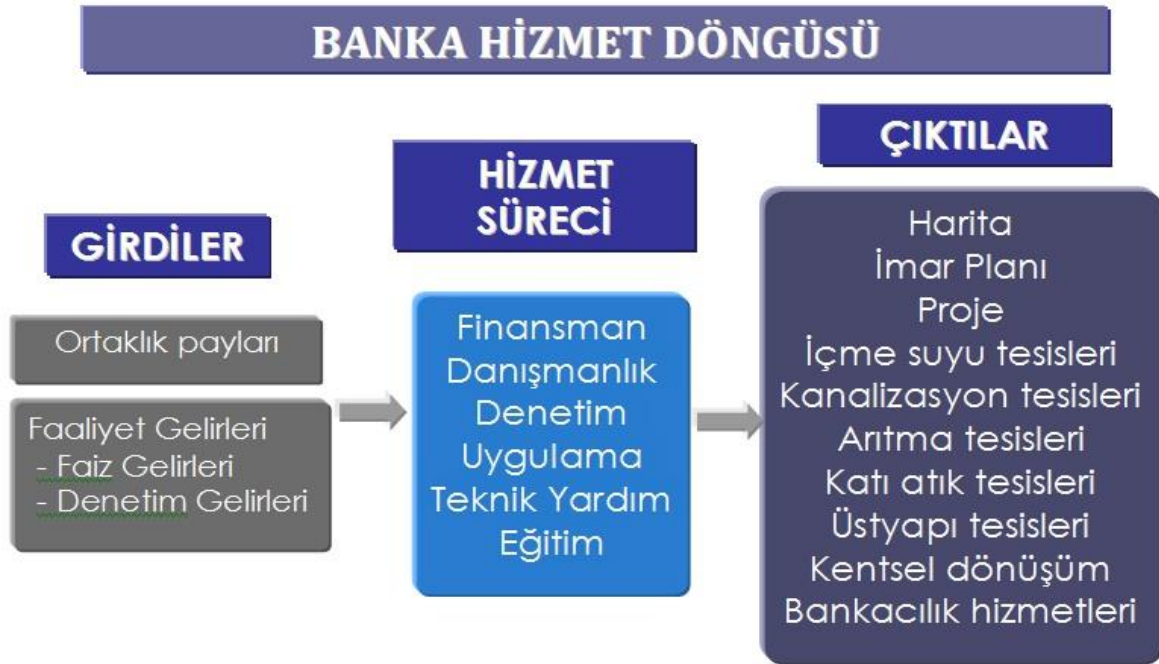 BANKA HİZMET DÖNGÜSÜ
GİRDİLER
Ortaklık payları
Faaliyet Gelirleri
- Faiz Gelirleri
- Denetim Gelirleri
HİZMET
SÜRECİ
Finansman
Danışmanlık
Denetim
Uygulama
Teknik Yardım
Eğitim
ÇIKTILAR
Harita
İmar Planı
Proje
İçme suyu tesisleri
Kanalizasyon tesisleri
Arıtma tesisleri
Katı atık tesisleri
Üstyapı tesisleri
Kentsel dönüşüm
Bankacılık hizmetleri